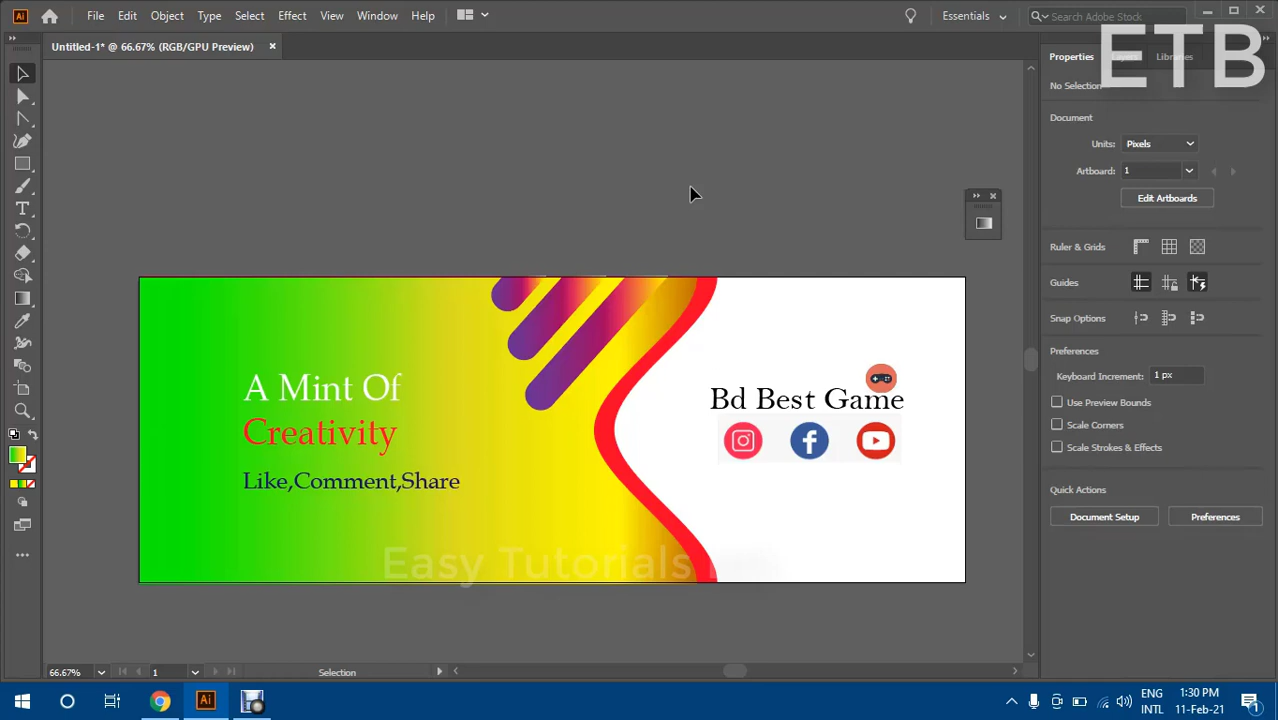 Ai
File Edit Object Type Select Effect View Window Help
Essentials
Search Adobe Stock
Untitled-1* @ 66.67% (RGB/GPU Preview) ×
ETB
Properties Layers Libraries
No Selection
Document
Units: Pixels
Artboard: 1
Edit Artboards
Ruler & Grids
Guides
Snap Options
Preferences
Keyboard Increment: 1 px
Use Preview Bounds
Scale Corners
Scale Strokes & Effects
Quick Actions
Document Setup Preferences
A Mint Of
Creativity
Like,Comment,Share
Bd Best Game
Easy Tutorials
66.67% 1 Selection
Ai
ENG 1:30 PM
INTL 11-Feb-21
1